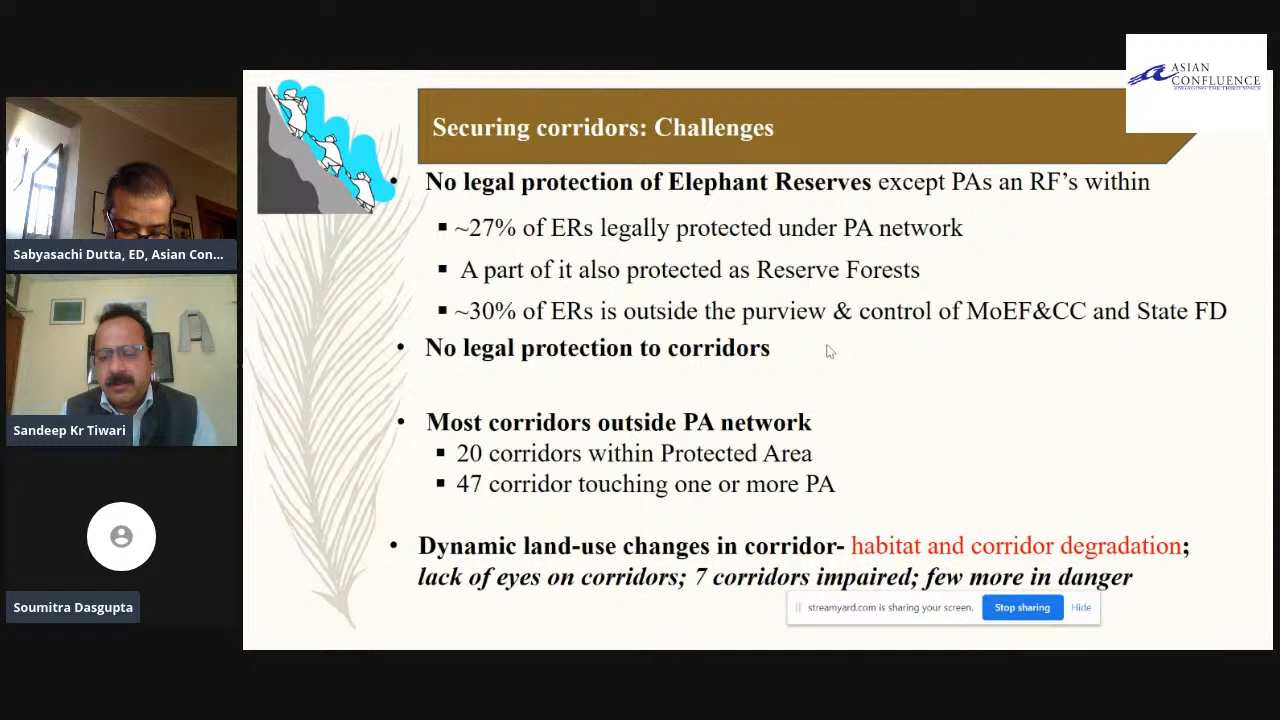 ASIAN
CONFLUENCE
ENGAGING THE THIRD SPACE
Securing corridors: Challenges
• No legal protection of Elephant Reserves except PAs an RF's within
▪ ~27% of ERs legally protected under PA network
▪ A part of it also protected as Reserve Forests
▪ ~30% of ERs is outside the purview & control of MoEF&CC and State FD
• No legal protection to corridors
• Most corridors outside PA network
▪ 20 corridors within Protected Area
▪ 47 corridor touching one or more PA
• Dynamic land-use changes in corridor- habitat and corridor degradation;
lack of eyes on corridors; 7 corridors impaired; few more in danger
streamyard.com is sharing your screen. Stop sharing Hide
Sabyasachi Dutta, ED, Asian Con...
Sandeep Kr Tiwari
Soumitra Dasgupta